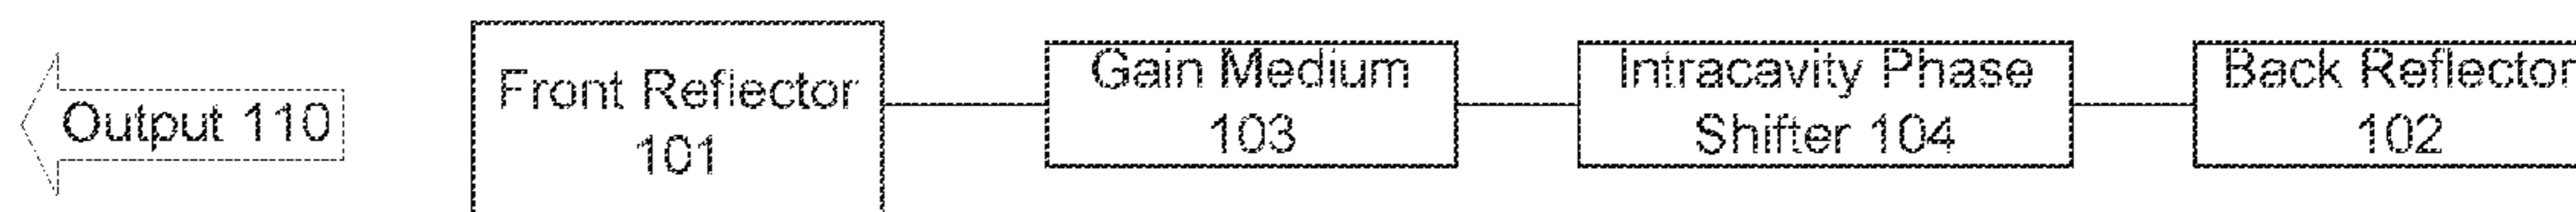 Output 110
Front Reflector
101
Gain Medium
103
Intracavity Phase
Shifter 104
Back Reflector
102